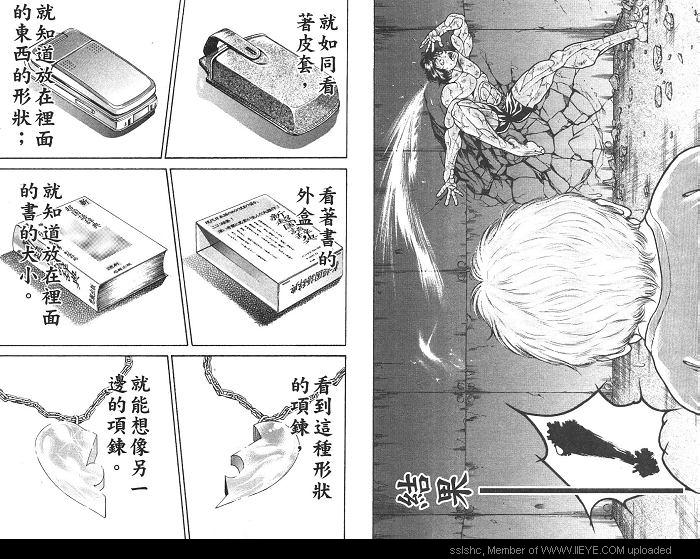 結果
就如同看
著皮套，
就知道放在裡面
的東西的形狀；
看著書的
外盒
就知道放在裡面
的書的大小。
看到這種形狀
的項鍊，
就能想像另一
邊的項鍊。
sslshc, Member of WWW.IIEYE.COM uploaded